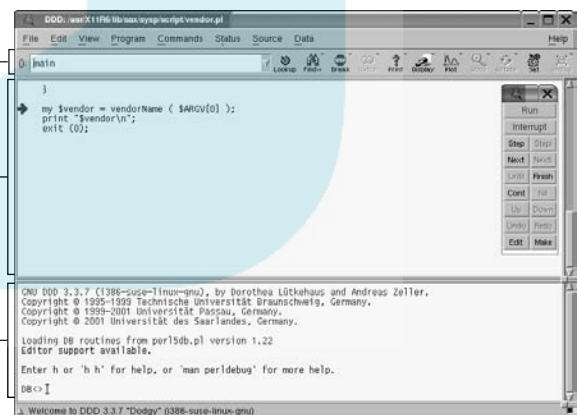 DDD: /usr/X11R6/lib/sax/sysp/script/vendor.pl
File Edit View Program Commands Status Source Data Help
(): main
Lookup Find>> Break Print Display Plot Rotate Set
}
my $vendor = vendorName ( $ARGV[0] );
print "$vendor\n";
exit (0);
Run
Interrupt
Step Stepi
Next Nexti
Until Finish
Cont Kill
Up Down
Undo Redo
Edit Make
GNU DDD 3.3.7 (i386-suse-linux-gnu), by Dorothea Lütkehaus and Andreas Zeller.
Copyright © 1995-1999 Technische Universität Braunschweig, Germany.
Copyright © 1999-2001 Universität Passau, Germany.
Copyright © 2001 Universität des Saarlandes, Germany.
Loading DB routines from perl5db.pl version 1.22
Editor support available.
Enter h or `h h' for help, or `man perldebug' for more help.
DB<>
Welcome to DDD 3.3.7 "Dodgy" (i386-suse-linux-gnu)